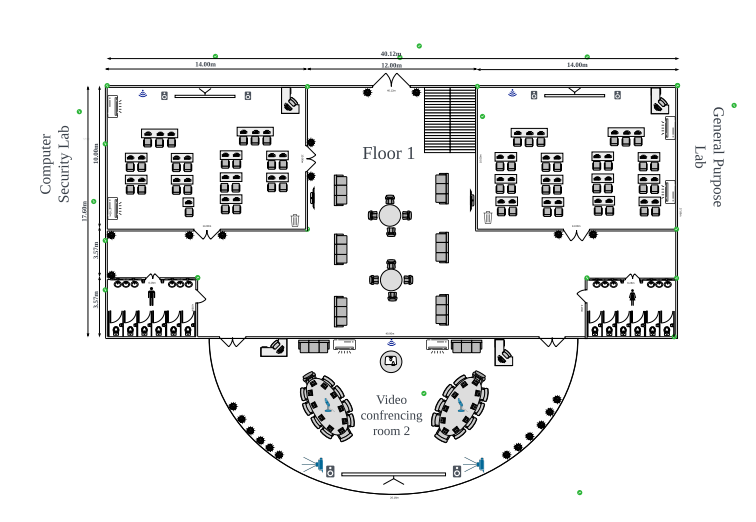 40.12m
14.00m
12.00m
14.00m
Computer
Security Lab
10.00m
17.60m
3.57m
3.57m
Floor 1
General Purpose
Lab
Video
confrencing
room 2